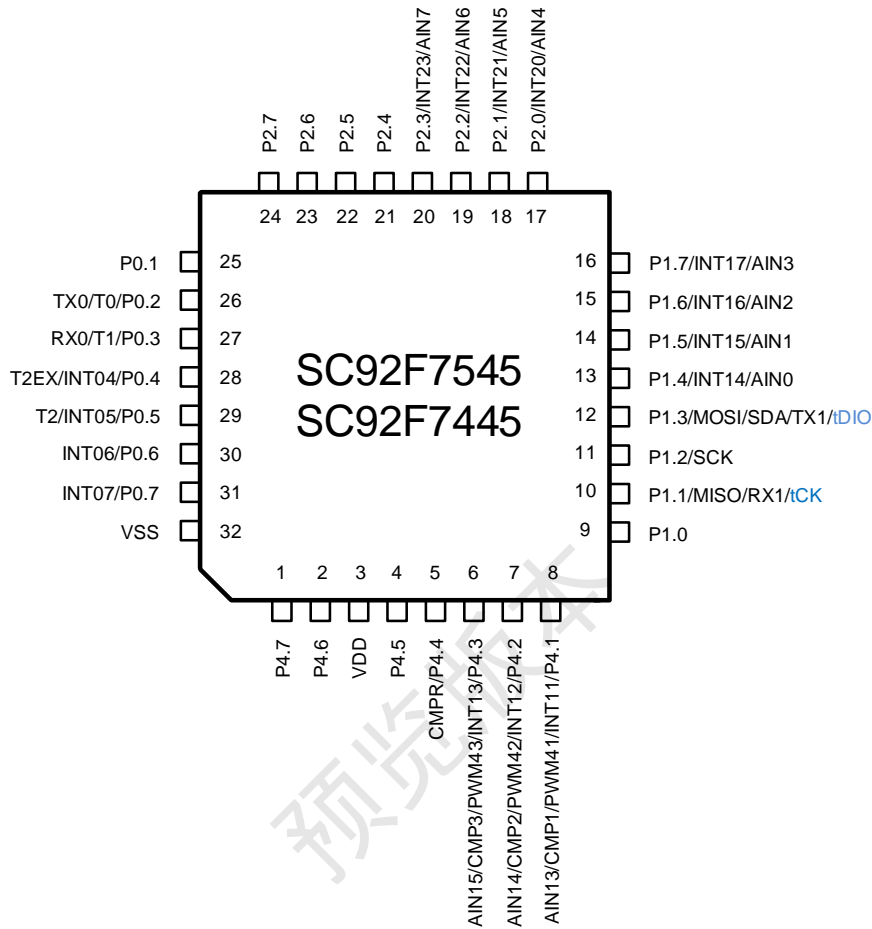 P2.7
P2.6
P2.5
P2.4
P2.3/INT23/AIN7
P2.2/INT22/AIN6
P2.1/INT21/AIN5
P2.0/INT20/AIN4
24 23 22 21 20 19 18 17
P0.1 25
TX0/T0/P0.2 26
RX0/T1/P0.3 27
T2EX/INT04/P0.4 28
T2/INT05/P0.5 29
INT06/P0.6 30
INT07/P0.7 31
VSS 32
SC92F7545
SC92F7445
16 P1.7/INT17/AIN3
15 P1.6/INT16/AIN2
14 P1.5/INT15/AIN1
13 P1.4/INT14/AIN0
12 P1.3/MOSI/SDA/TX1/tDIO
11 P1.2/SCK
10 P1.1/MISO/RX1/tCK
9 P1.0
1 2 3 4 5 6 7 8
P4.7
P4.6
VDD
P4.5
CMPR/P4.4
AIN15/CMP3/PWM43/INT13/P4.3
AIN14/CMP2/PWM42/INT12/P4.2
AIN13/CMP1/PWM41/INT11/P4.1
预览版本